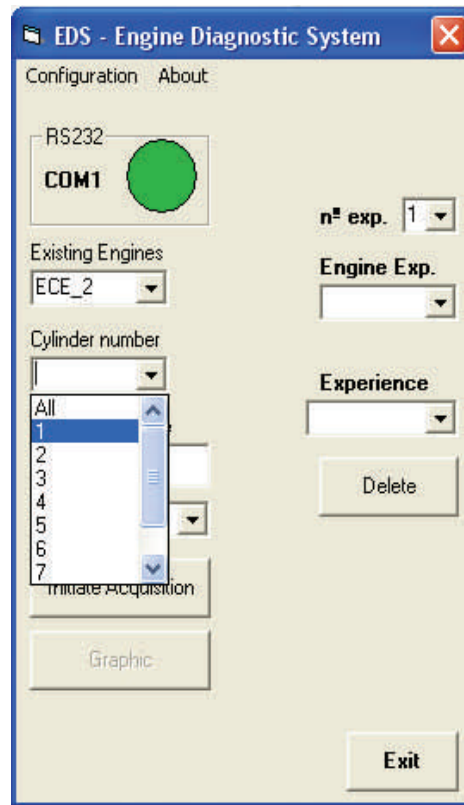 EDS - Engine Diagnostic System
Configuration About
RS232
COM1
nº exp. 1
Existing Engines
ECE_2
Engine Exp.
Cylinder number
Experience
All
1
2
3
4
5
6
7
Delete
Initiate Acquisition
Graphic
Exit